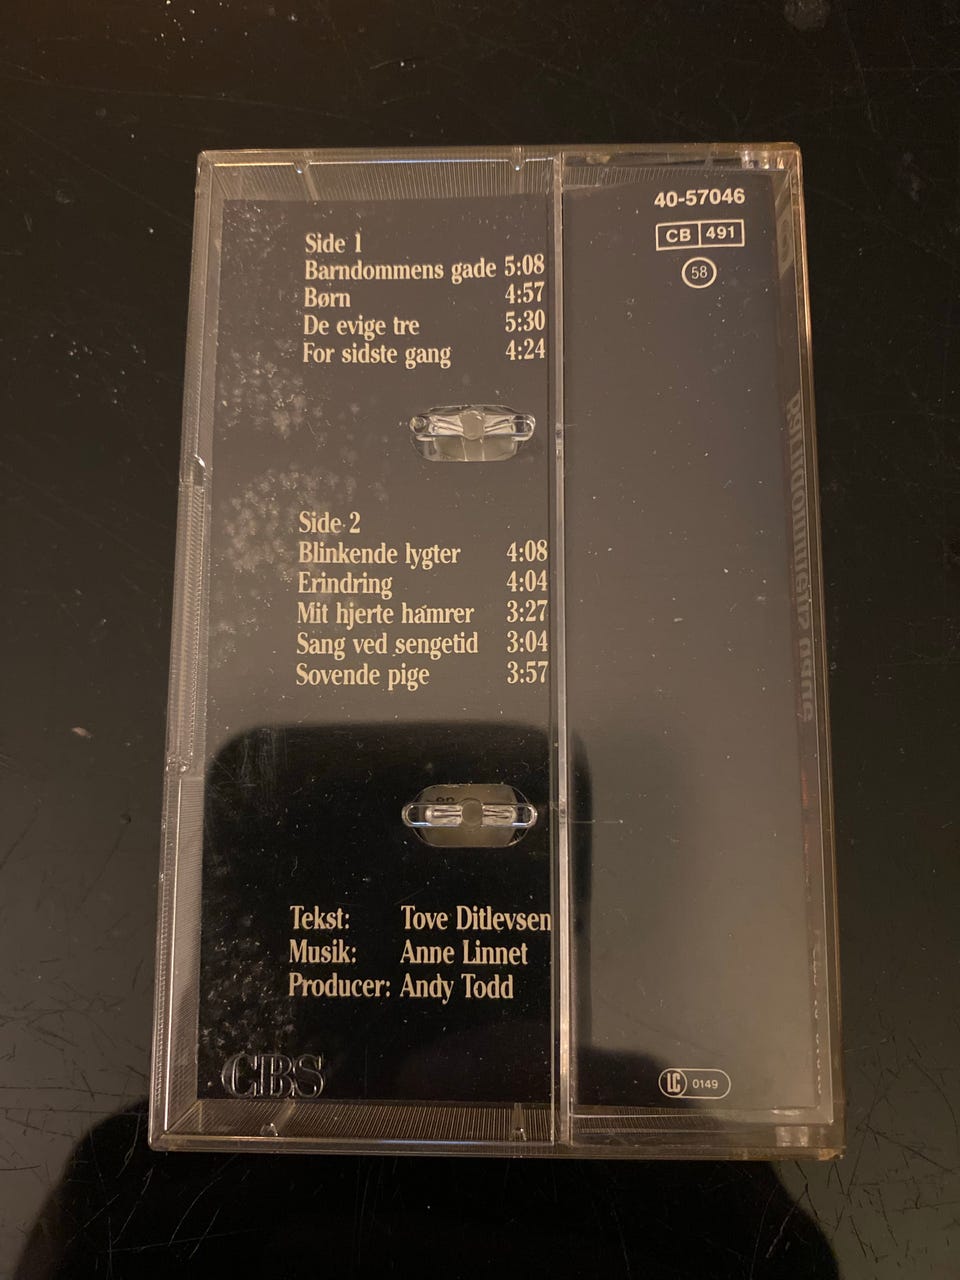 40-57046
CB 491
58
Side 1
Barndommens gade 5:08
Børn 4:57
De evige tre 5:30
For sidste gang 4:24
Side 2
Blinkende lygter 4:08
Erindring 4:04
Mit hjerte hamrer 3:27
Sang ved sengetid 3:04
Sovende pige 3:57
Tekst: Tove Ditlevsen
Musik: Anne Linnet
Producer: Andy Todd
CBS
LC 0149
Barndommens gade